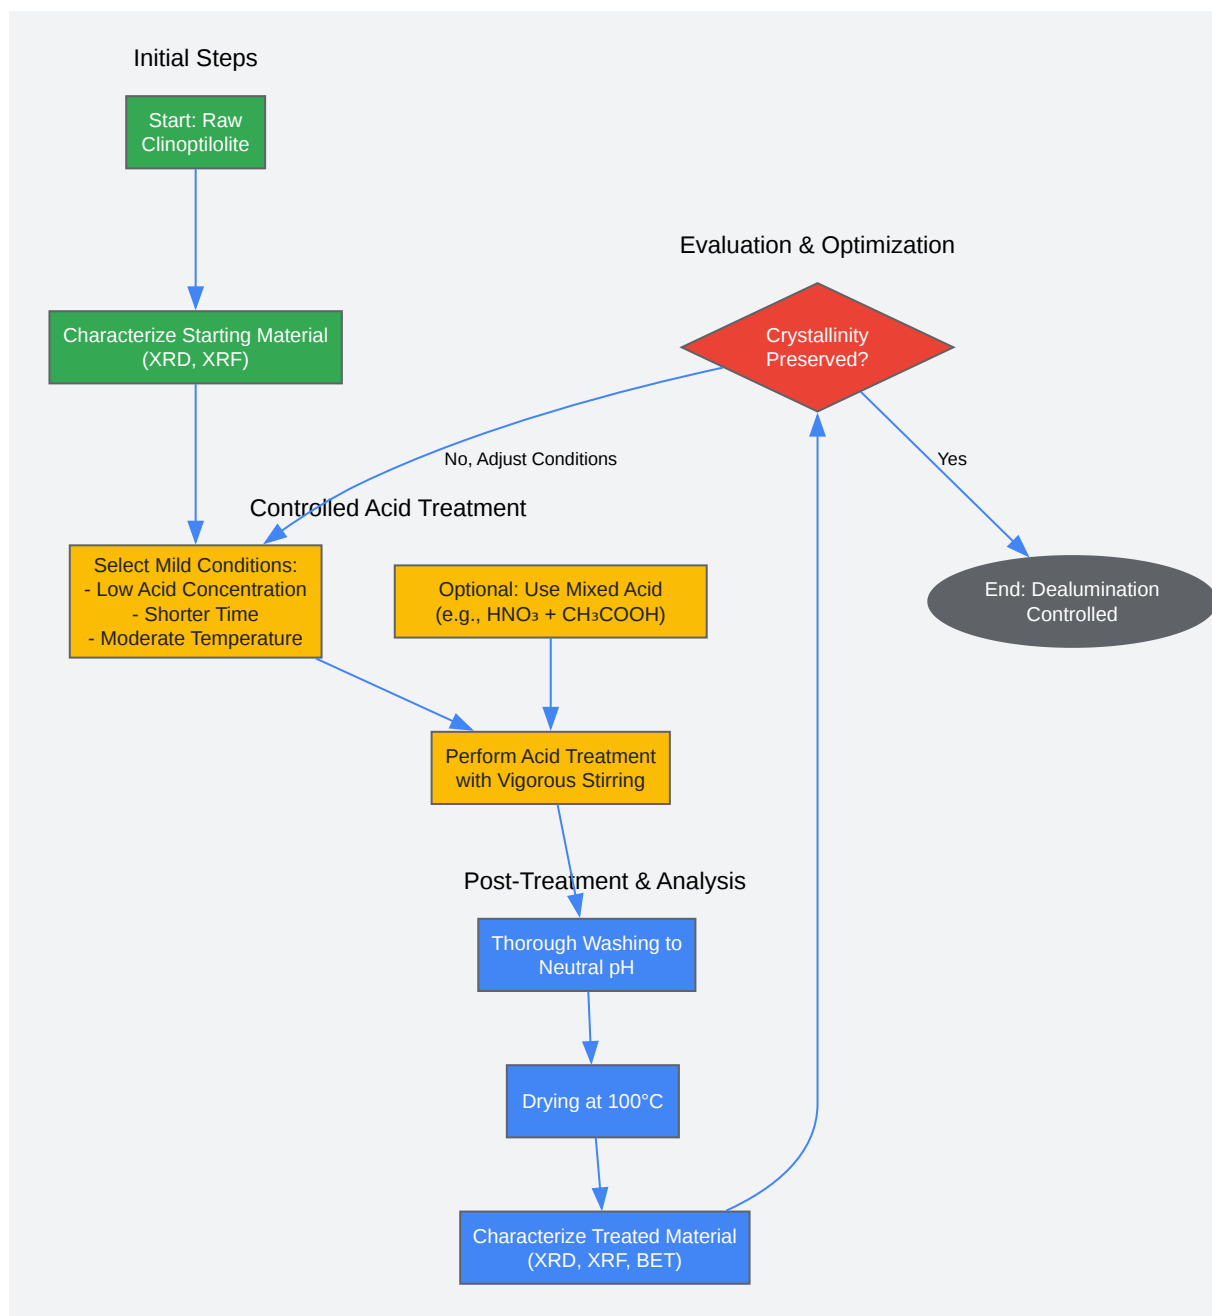 Initial Steps
Start: Raw
Clinoptilolite
Characterize Starting Material
(XRD, XRF)
Evaluation & Optimization
Crystallinity
Preserved?
No, Adjust Conditions
Yes
Controlled Acid Treatment
Select Mild Conditions:
- Low Acid Concentration
- Shorter Time
- Moderate Temperature
Optional: Use Mixed Acid
(e.g., HNO₃ + CH₃COOH)
End: Dealumination
Controlled
Perform Acid Treatment
with Vigorous Stirring
Post-Treatment & Analysis
Thorough Washing to
Neutral pH
Drying at 100°C
Characterize Treated Material
(XRD, XRF, BET)